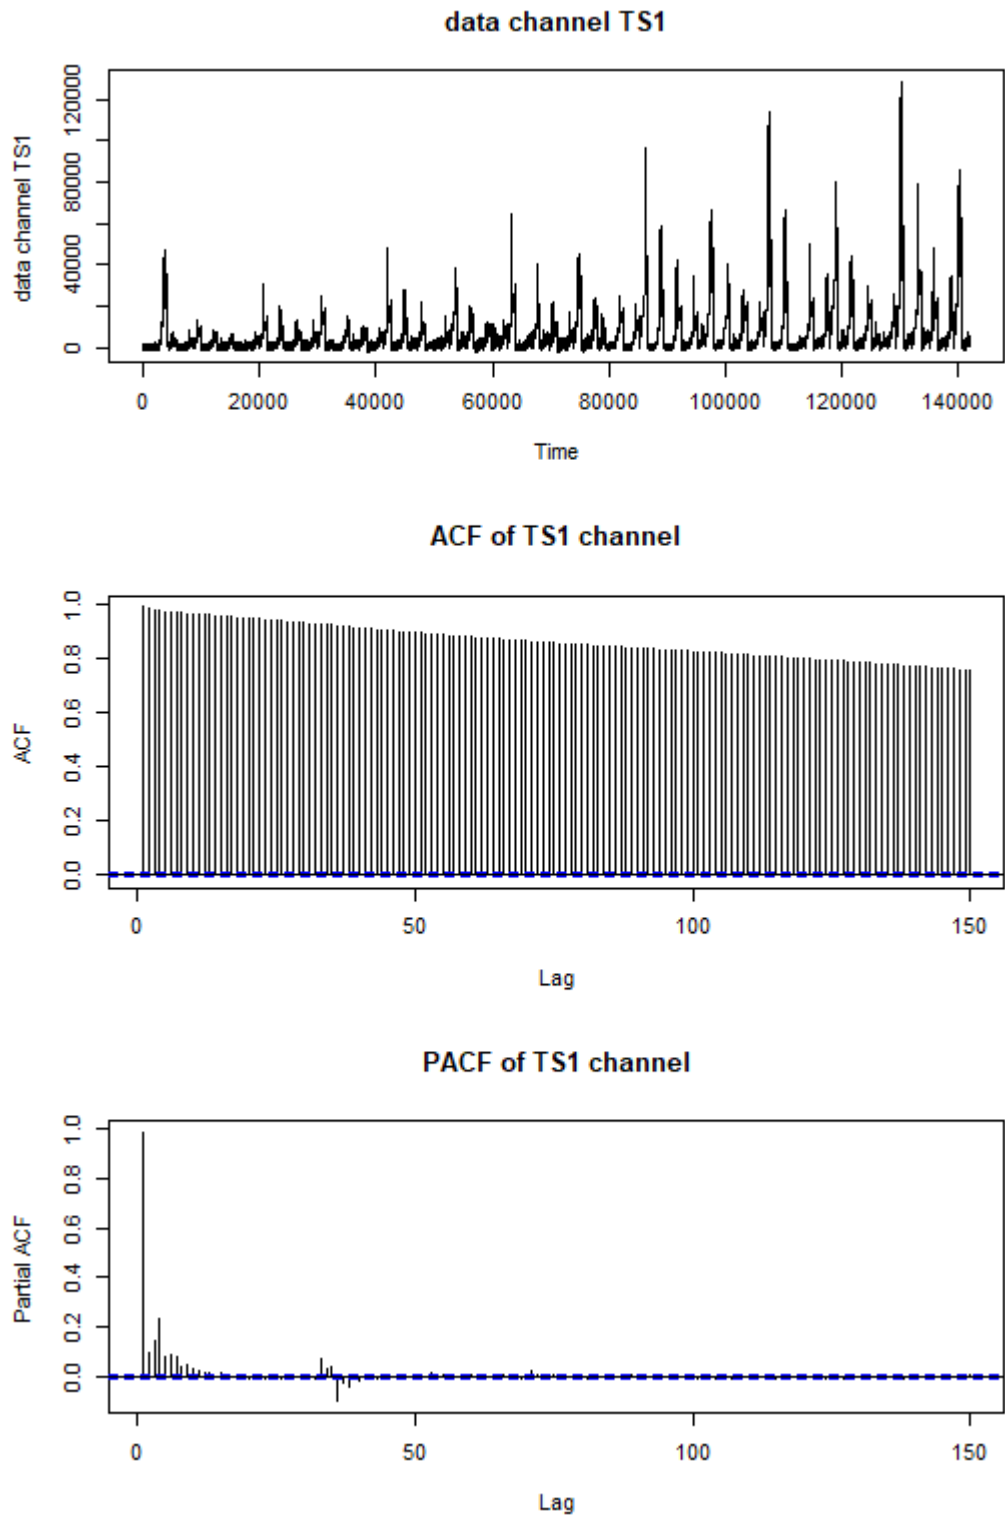 data channel TS1
data channel TS1
120000
80000
40000
0
0 20000 40000 60000 80000 100000 120000 140000
Time
ACF of TS1 channel
ACF
1.0
0.8
0.6
0.4
0.2
0.0
0 50 100 150
Lag
PACF of TS1 channel
Partial ACF
1.0
0.8
0.6
0.4
0.2
0.0
0 50 100 150
Lag